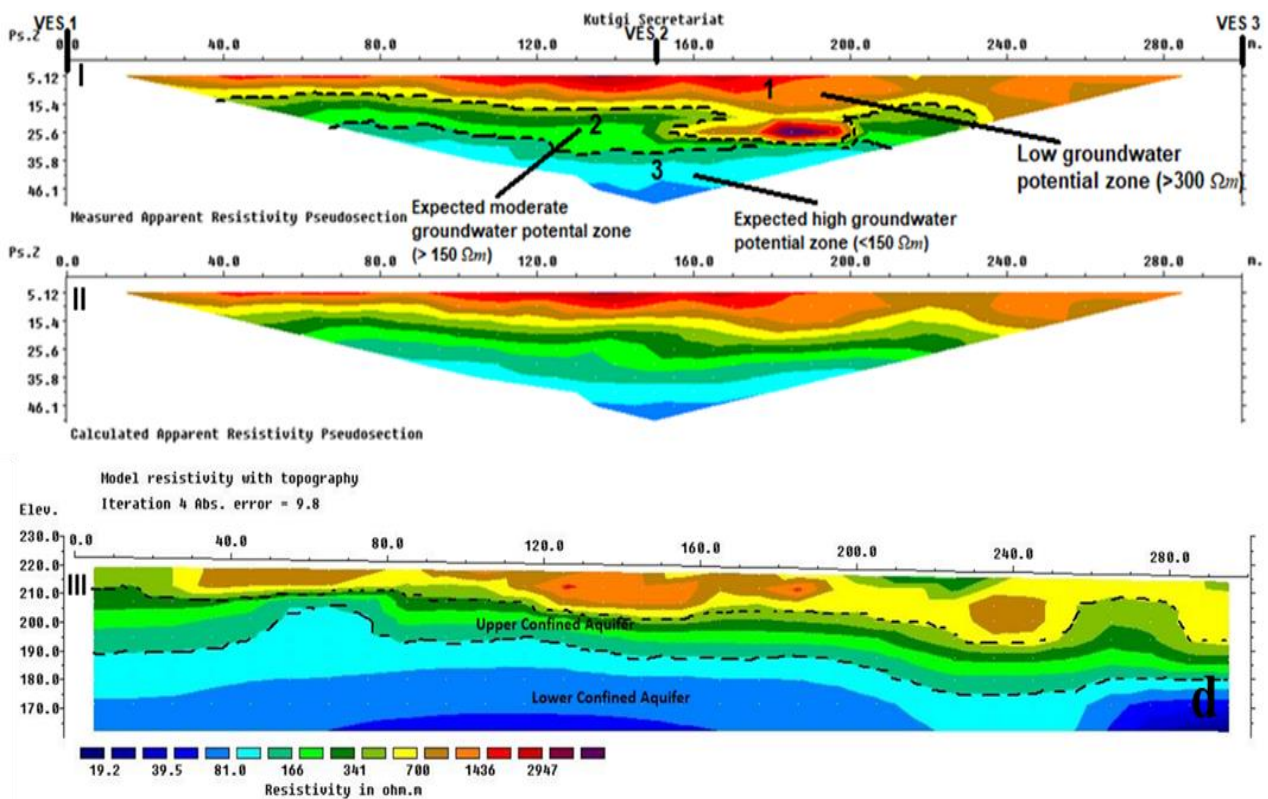 Kutigi Secretariat
VES 1 VES 2 VES 3
Ps.Z 0.0 40.0 80.0 120.0 160.0 200.0 240.0 280.0 m.
5.12
15.4
25.6
35.8
46.1
I
1
2
3
Low groundwater
potential zone (>300 Ωm)
Expected moderate
groundwater potental zone
(> 150 Ωm)
Expected high groundwater
potential zone (<150 Ωm)
Measured Apparent Resistivity Pseudosection
Ps.Z 0.0 40.0 80.0 120.0 160.0 200.0 240.0 280.0 m.
5.12
15.4
25.6
35.8
46.1
II
Calculated Apparent Resistivity Pseudosection
Model resistivity with topography
Iteration 4 Abs. error = 9.8
Elev.
0.0 40.0 80.0 120.0 160.0 200.0 240.0 280.0
230.0
220.0
210.0
200.0
190.0
180.0
170.0
III
Upper Confined Aquifer
Lower Confined Aquifer
d
19.2 39.5 81.0 166 341 700 1436 2947
Resistivity in ohm.m